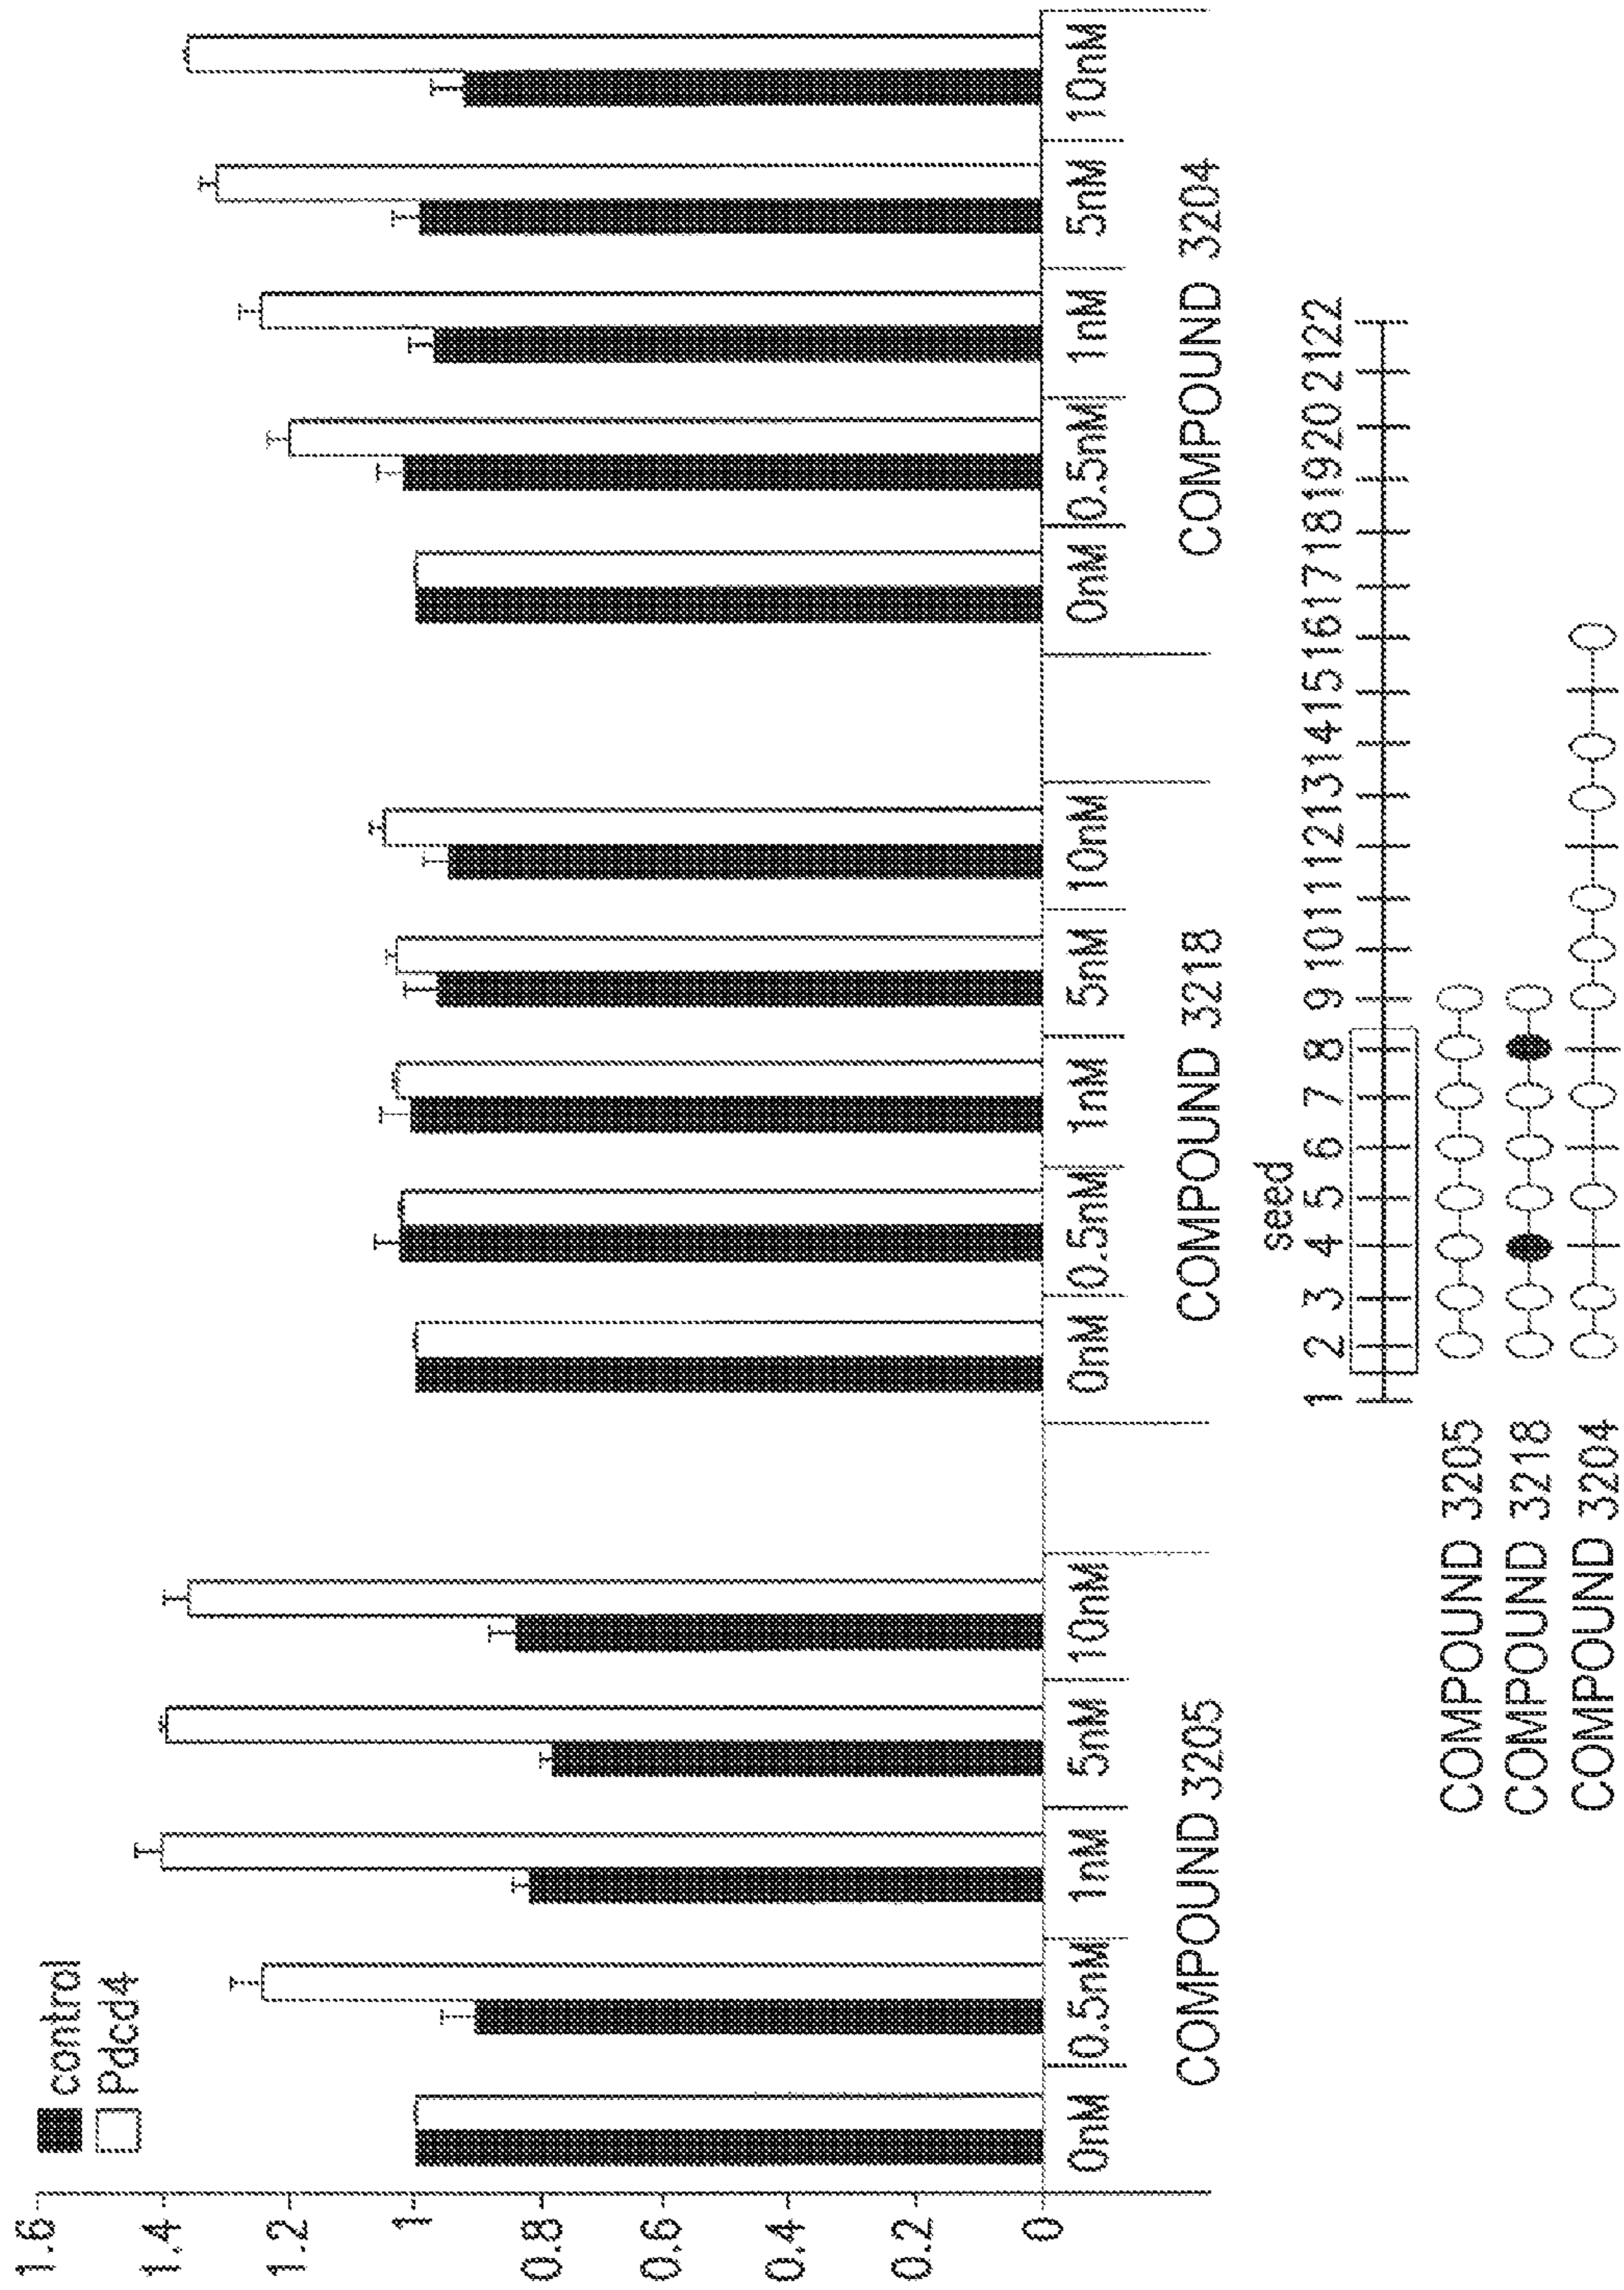 control
Pdcd4
1.6
1.4
1.2
1
0.8
0.6
0.4
0.2
0
0nM 0.5nM 1nM 5nM 10nM 0nM 0.5nM 1nM 5nM 10nM 0nM 0.5nM 1nM 5nM 10nM
COMPOUND 3205 COMPOUND 3218 COMPOUND 3204
seed
1 2 3 4 5 6 7 8 9 10 11 12 13 14 15 16 17 18 19 20 21 22
COMPOUND 3205
COMPOUND 3218
COMPOUND 3204